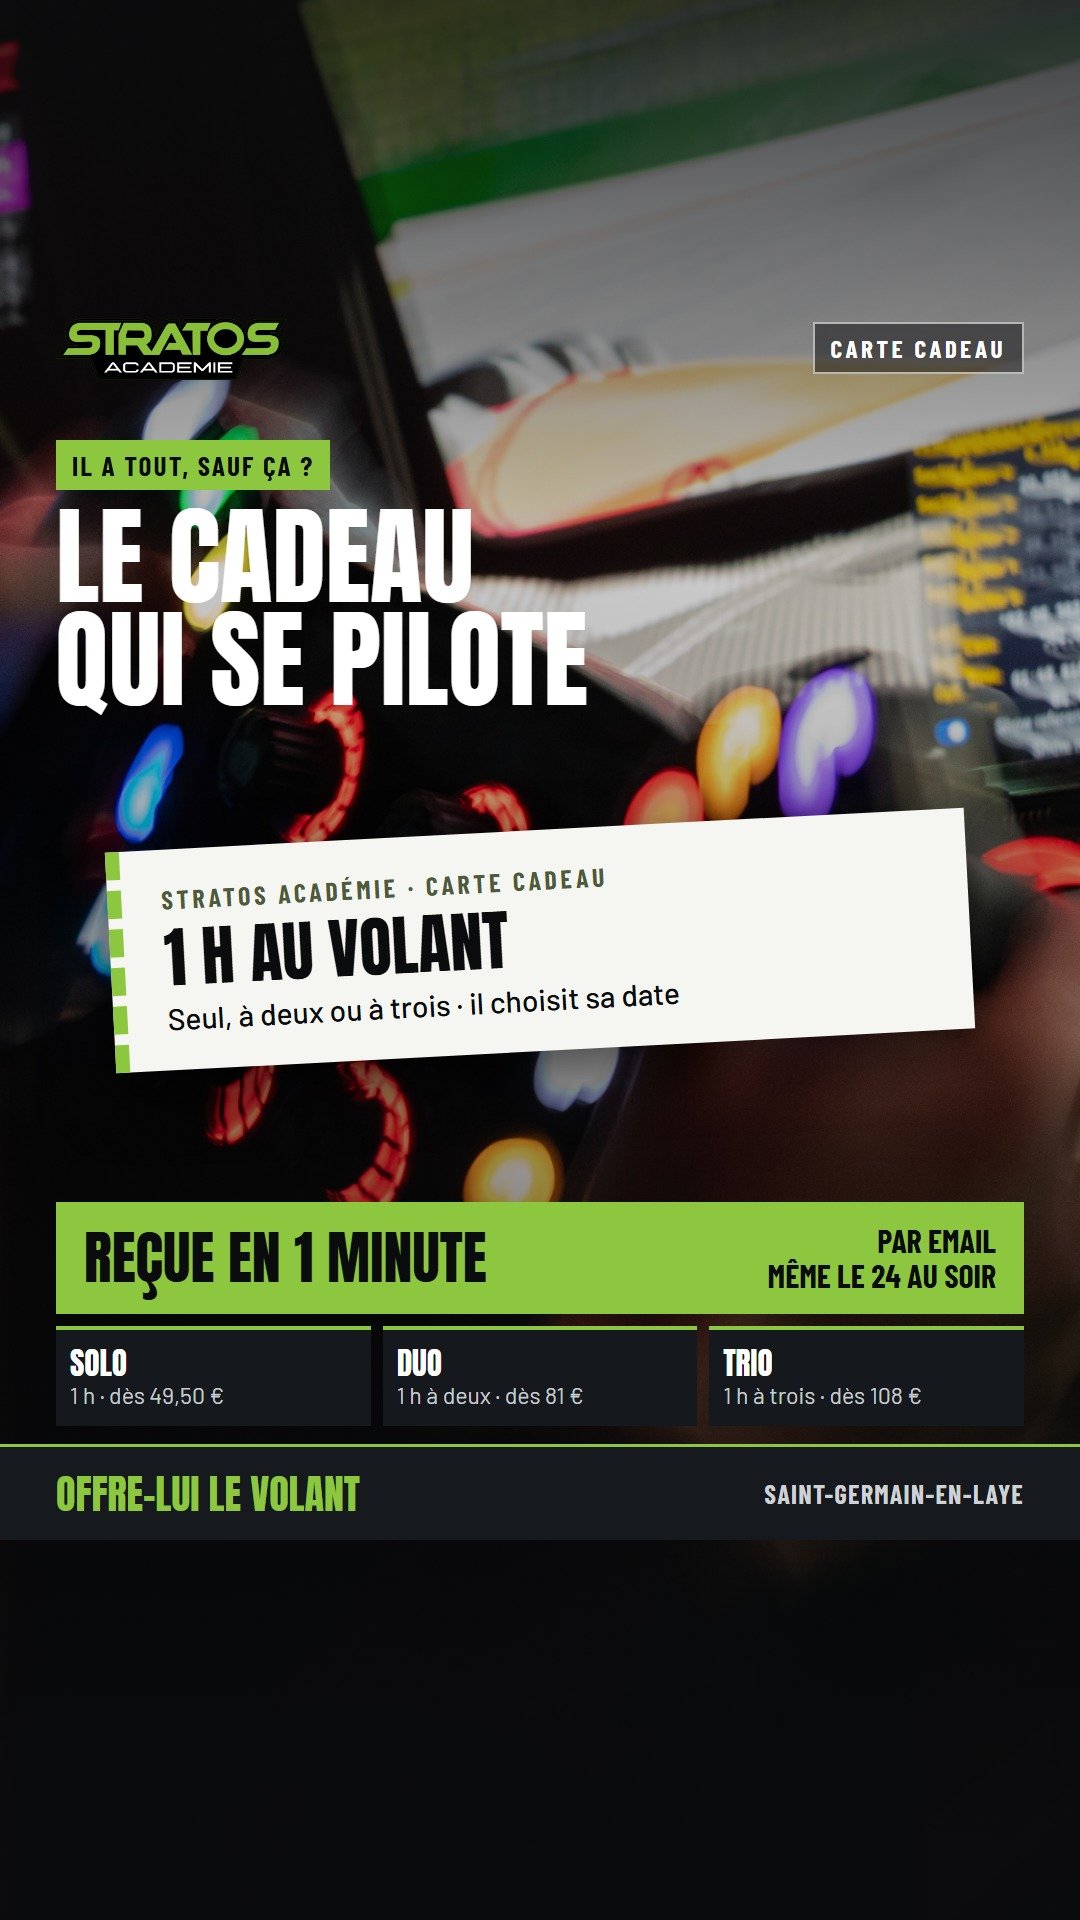 STRATOS
ACADEMIE
CARTE CADEAU
IL A TOUT, SAUF ÇA ?
LE CADEAU
QUI SE PILOTE
STRATOS ACADÉMIE · CARTE CADEAU
1 H AU VOLANT
Seul, à deux ou à trois · il choisit sa date
REÇUE EN 1 MINUTE
PAR EMAIL
MÊME LE 24 AU SOIR
SOLO
1 h · dès 49,50 €
DUO
1 h à deux · dès 81 €
TRIO
1 h à trois · dès 108 €
OFFRE-LUI LE VOLANT
SAINT-GERMAIN-EN-LAYE